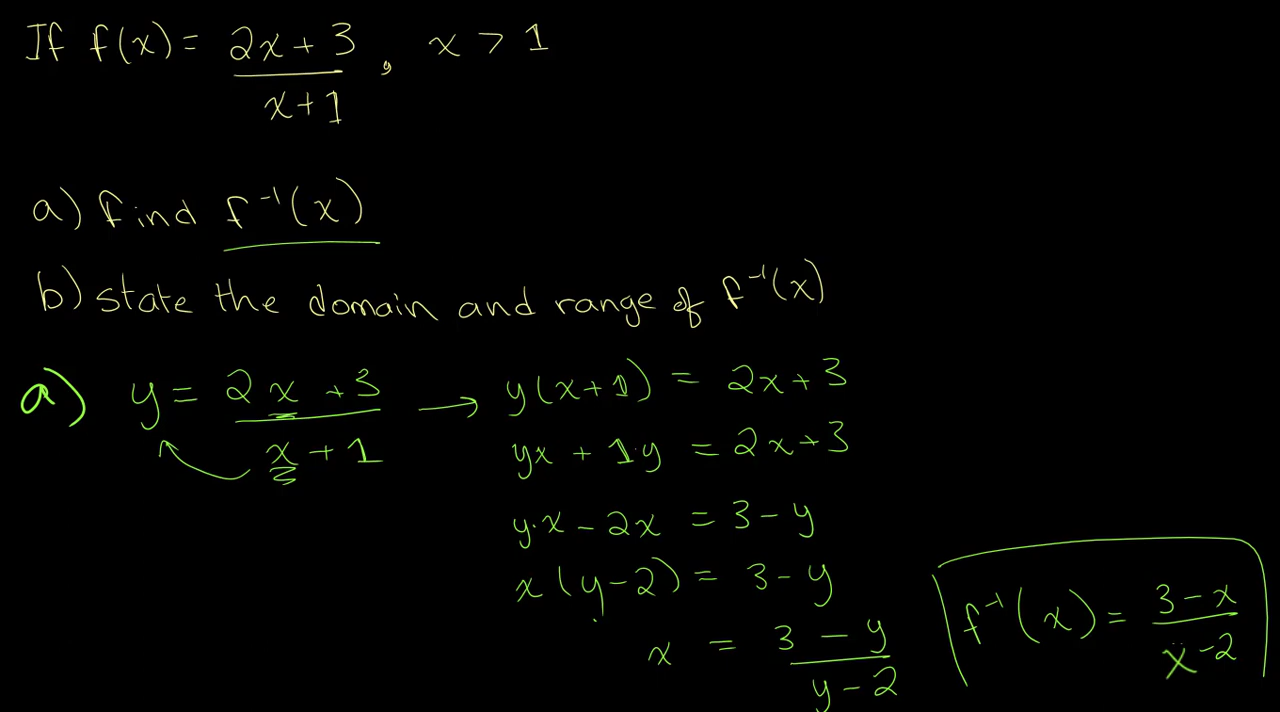 If f(x) = 2x + 3 / x + 1 , x > 1
a) find f⁻¹(x)
b) state the domain and range of f⁻¹(x)
a) y = 2x + 3 / x + 1 → y(x+1) = 2x + 3
yx + 1·y = 2x + 3
y·x - 2x = 3 - y
x(y - 2) = 3 - y
x = 3 - y / y - 2
f⁻¹(x) = 3 - x / x - 2